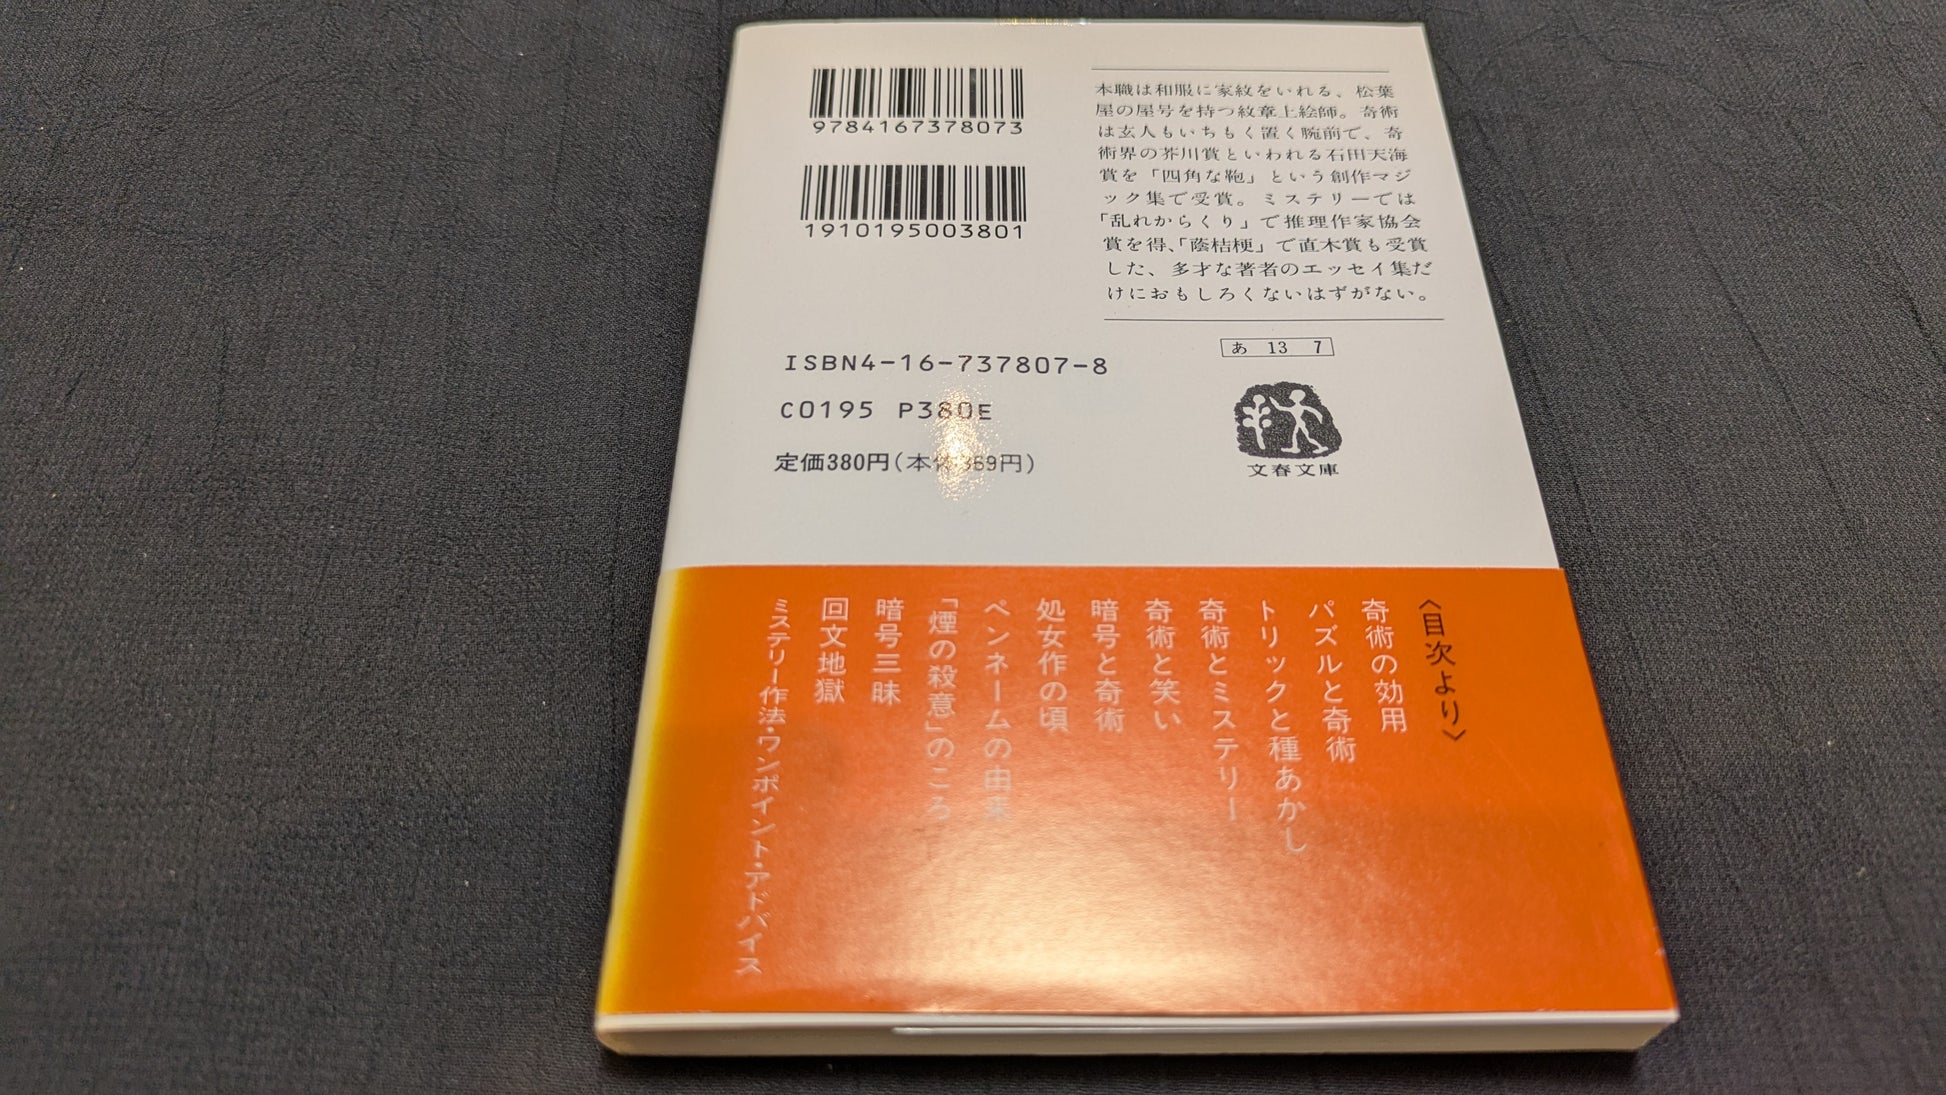 9784167378073
1910195003801
本職は和服に家紋をいれる、松葉
屋の屋号を持つ紋章上絵師。奇術
は玄人もいちもく置く腕前で、奇
術界の芥川賞といわれる石田天海
賞を「四角な鞄」という創作マジ
ック集で受賞。ミステリーでは
「乱れからくり」で推理作家協会
賞を得、「蔭桔梗」で直木賞も受賞
した、多才な著者のエッセイ集だ
けにおもしろくないはずがない。
あ 13 7
文春文庫
ISBN4-16-737807-8
C0195 P380E
定価380円(本体369円)
〈目次より〉
奇術の効用
パズルと奇術
トリックと種あかし
奇術とミステリー
奇術と笑い
暗号と奇術
処女作の頃
ペンネームの由来
「煙の殺意」のころ
暗号三昧
回文地獄
ミステリー作法・ワンポイント・アドバイス